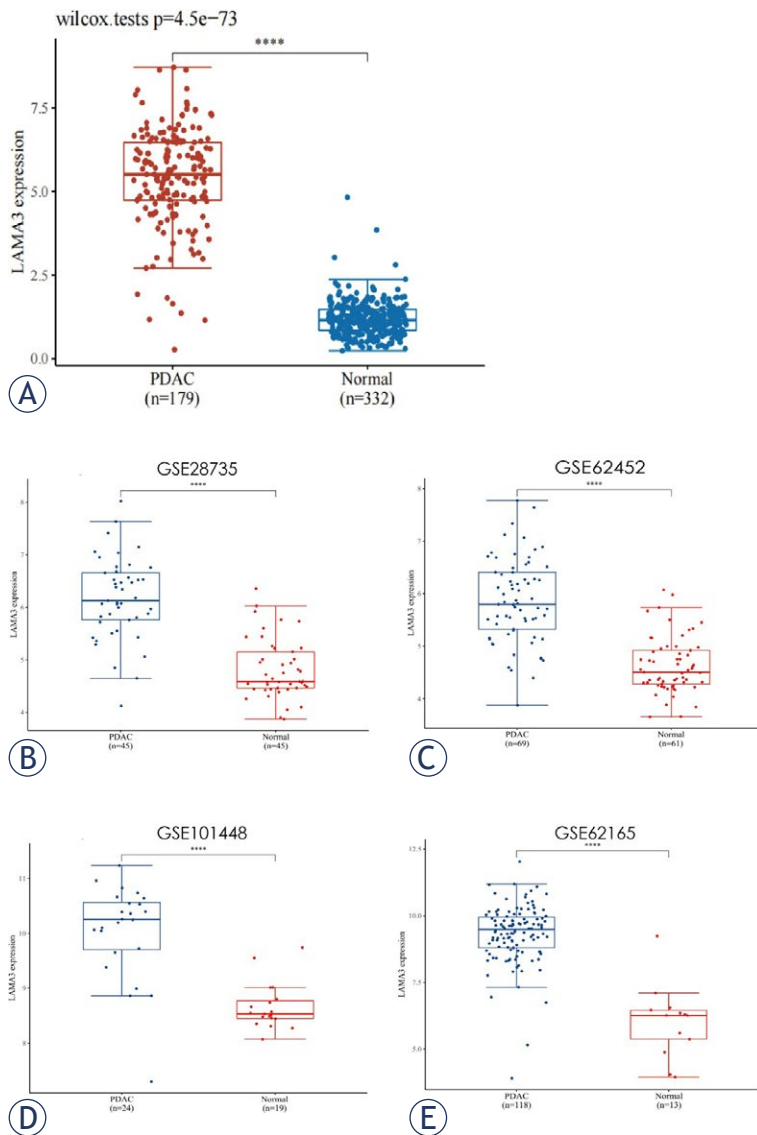 wilcox.tests p=4.5e−73
****
LAMA3 expression
7.5
5.0
2.5
0.0
PDAC
(n=179)
Normal
(n=332)
A
GSE28735
****
LAMA3 expression
8
7
6
5
4
PDAC
(n=45)
Normal
(n=45)
B
GSE62452
****
LAMA3 expression
8
7
6
5
4
PDAC
(n=69)
Normal
(n=61)
C
GSE101448
****
LAMA3 expression
11
10
9
8
PDAC
(n=24)
Normal
(n=19)
D
GSE62165
****
LAMA3 expression
12.5
10.0
7.5
5.0
PDAC
(n=118)
Normal
(n=13)
E